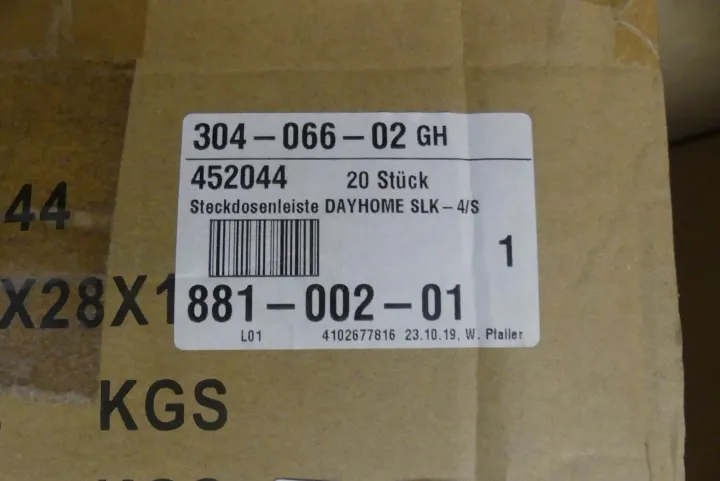 304-066-02 GH
452044 20 Stück
Steckdosenleiste DAYHOME SLK-4/S
1
881-002-01
L01 4102677816 23.10.19, W. Pfaller
44
X28X1
KGS